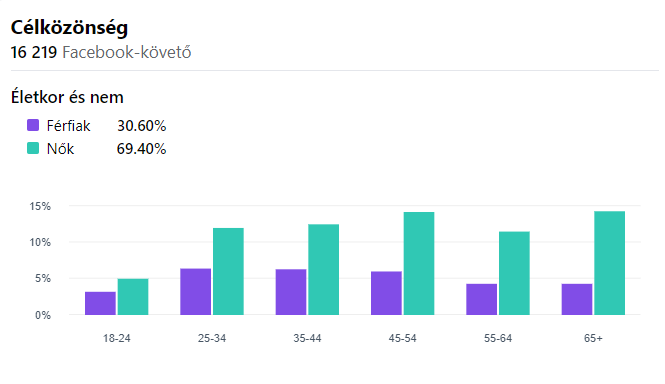 Célközönség
16 219 Facebook-követő
Életkor és nem
Férfiak 30.60%
Nők 69.40%
15%
10%
5%
0%
18-24 25-34 35-44 45-54 55-64 65+